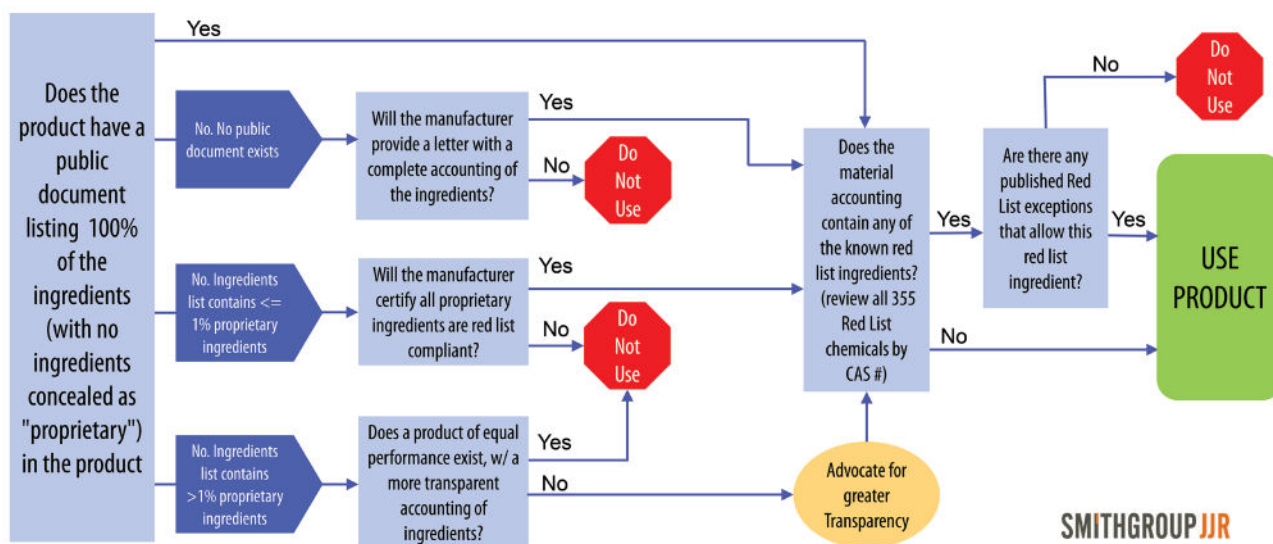 Does the
product have a
public
document
listing 100%
of the
ingredients
(with no
ingredients
concealed as
"proprietary")
in the product
Yes
No. No public
document exists
Will the manufacturer
provide a letter with a
complete accounting of
the ingredients?
Yes
No
Do
Not
Use
No. Ingredients
list contains <=
1% proprietary
ingredients
Will the manufacturer
certify all proprietary
ingredients are red list
compliant?
Yes
No
Do
Not
Use
No. Ingredients
list contains
>1% proprietary
ingredients
Does a product of equal
performance exist, w/ a
more transparent
accounting of
ingredients?
Yes
No
Advocate for
greater
Transparency
Does the
material
accounting
contain any of
the known red
list ingredients?
(review all 355
Red List
chemicals by
CAS #)
Yes
No
Are there any
published Red
List exceptions
that allow this
red list
ingredient?
No
Yes
Do
Not
Use
USE
PRODUCT
SMITHGROUP JJR